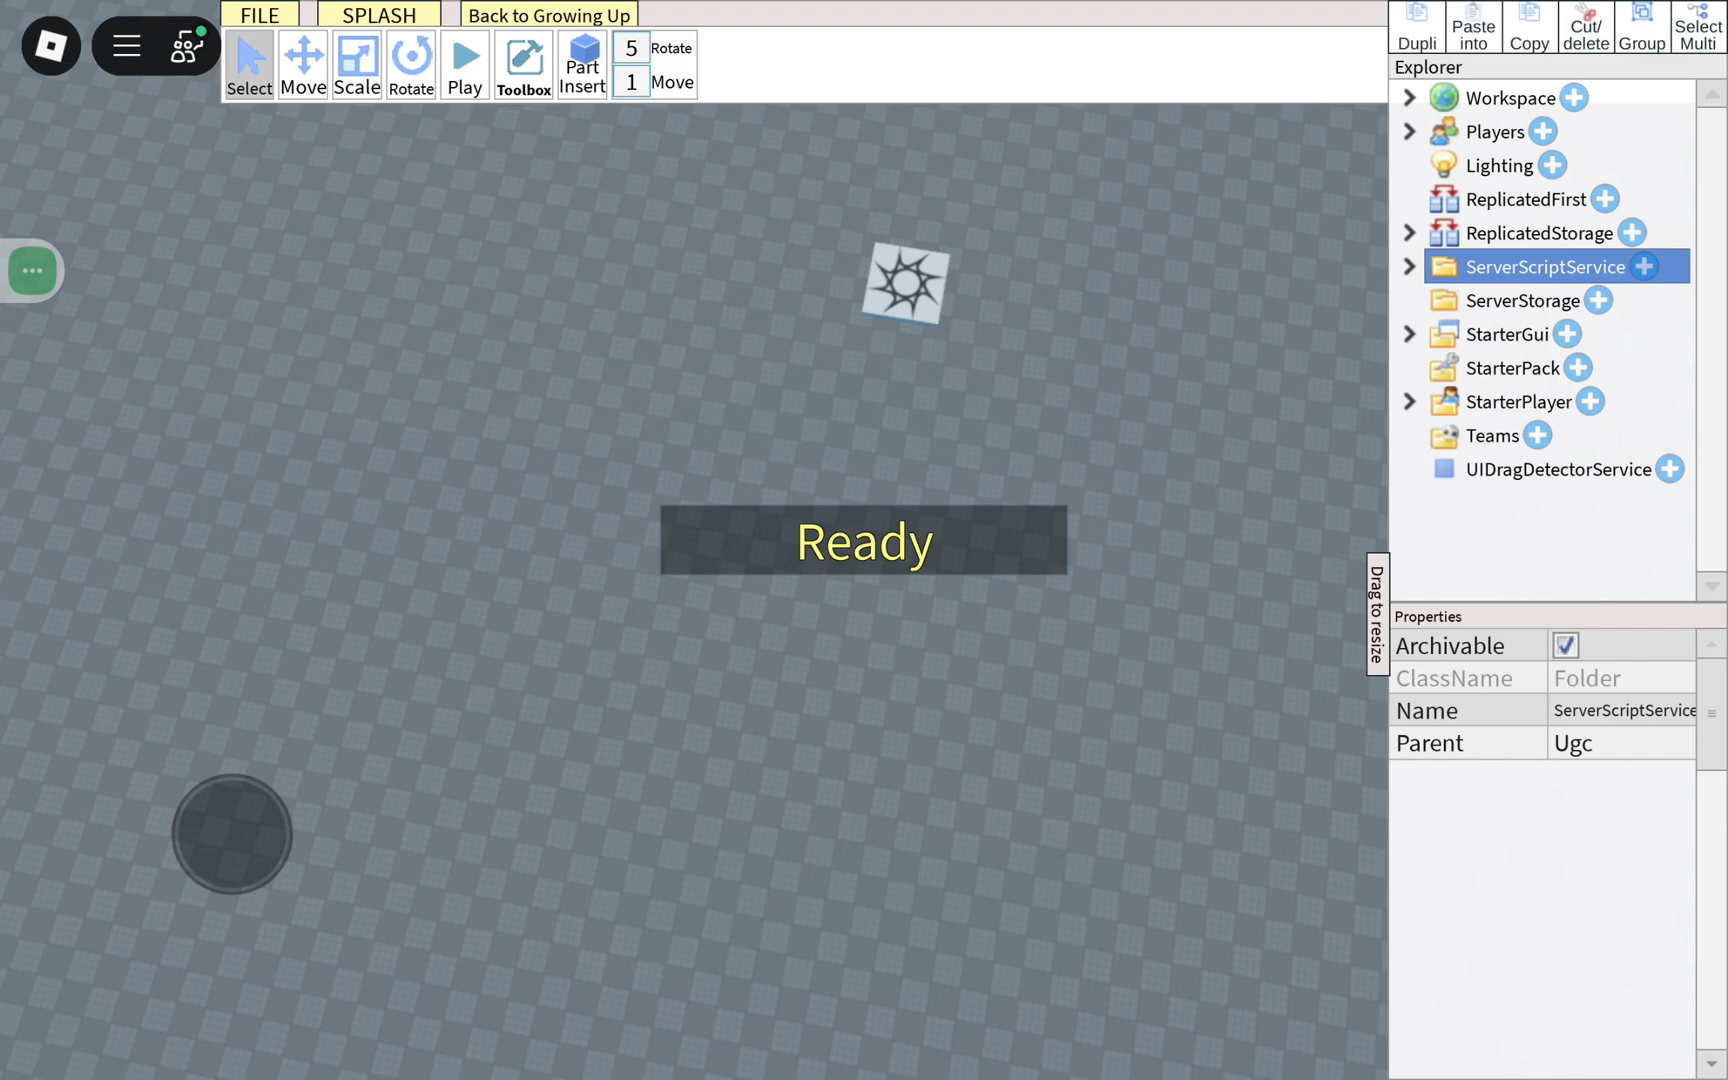 FILE
SPLASH
Back to Growing Up
Select
Move
Scale
Rotate
Play
Toolbox
Part
Insert
5 Rotate
1 Move
Dupli
Paste
into
Copy
Cut/
delete
Group
Select
Multi
Explorer
Workspace
Players
Lighting
ReplicatedFirst
ReplicatedStorage
ServerScriptService
ServerStorage
StarterGui
StarterPack
StarterPlayer
Teams
UIDragDetectorService
Ready
Drag to resize
Properties
Archivable
ClassName Folder
Name ServerScriptService
Parent Ugc